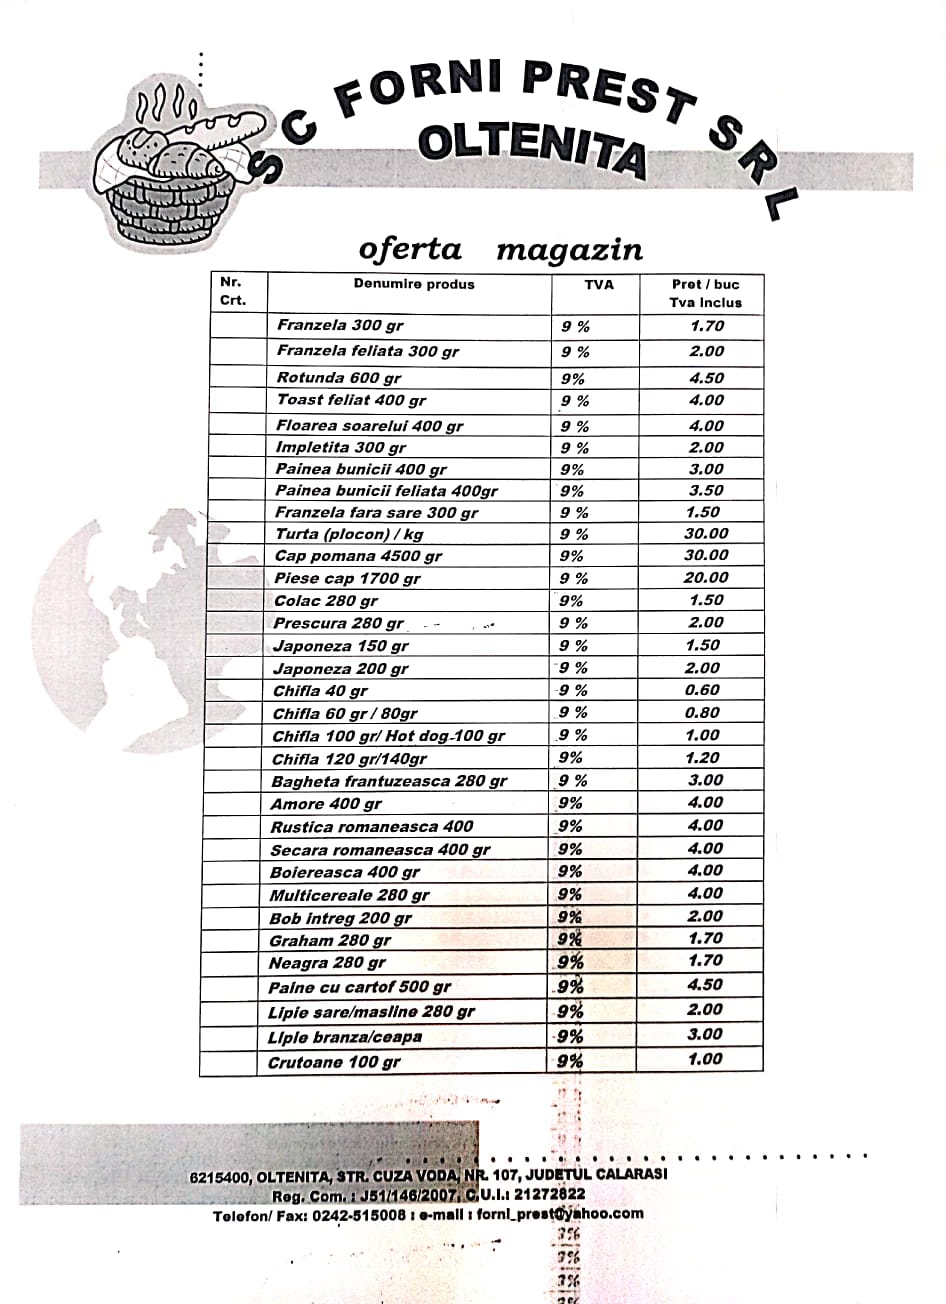 SC FORNI PREST SRL
OLTENITA
oferta magazin
Nr. Crt. Denumire produs TVA Pret / buc Tva inclus
Franzela 300 gr 9 % 1.70
Franzela feliata 300 gr 9 % 2.00
Rotunda 600 gr 9% 4.50
Toast feliat 400 gr 9 % 4.00
Floarea soarelui 400 gr 9 % 4.00
Impletita 300 gr 9 % 2.00
Painea bunicii 400 gr 9% 3.00
Painea bunicii feliata 400gr 9% 3.50
Franzela fara sare 300 gr 9 % 1.50
Turta (plocon) / kg 9 % 30.00
Cap pomana 4500 gr 9% 30.00
Piese cap 1700 gr 9 % 20.00
Colac 280 gr 9% 1.50
Prescura 280 gr 9 % 2.00
Japoneza 150 gr 9 % 1.50
Japoneza 200 gr 9 % 2.00
Chifla 40 gr 9 % 0.60
Chifla 60 gr / 80gr 9 % 0.80
Chifla 100 gr/ Hot dog-100 gr 9 % 1.00
Chifla 120 gr/140gr 9% 1.20
Bagheta frantuzeasca 280 gr 9 % 3.00
Amore 400 gr 9% 4.00
Rustica romaneasca 400 9% 4.00
Secara romaneasca 400 gr 9% 4.00
Boiereasca 400 gr 9% 4.00
Multicereale 280 gr 9% 4.00
Bob intreg 200 gr 9% 2.00
Graham 280 gr 9% 1.70
Neagra 280 gr 9% 1.70
Paine cu cartof 500 gr 9% 4.50
Lipie sare/masline 280 gr 9% 2.00
Lipie branza/ceapa 9% 3.00
Crutoane 100 gr 9% 1.00
6215400, OLTENITA, STR. CUZA VODA, NR. 107, JUDETUL CALARASI
Reg. Com. : J51/146/2007, C.U.I.: 21272822
Telefon/ Fax: 0242-515008 : e-mail : forni_prest@yahoo.com